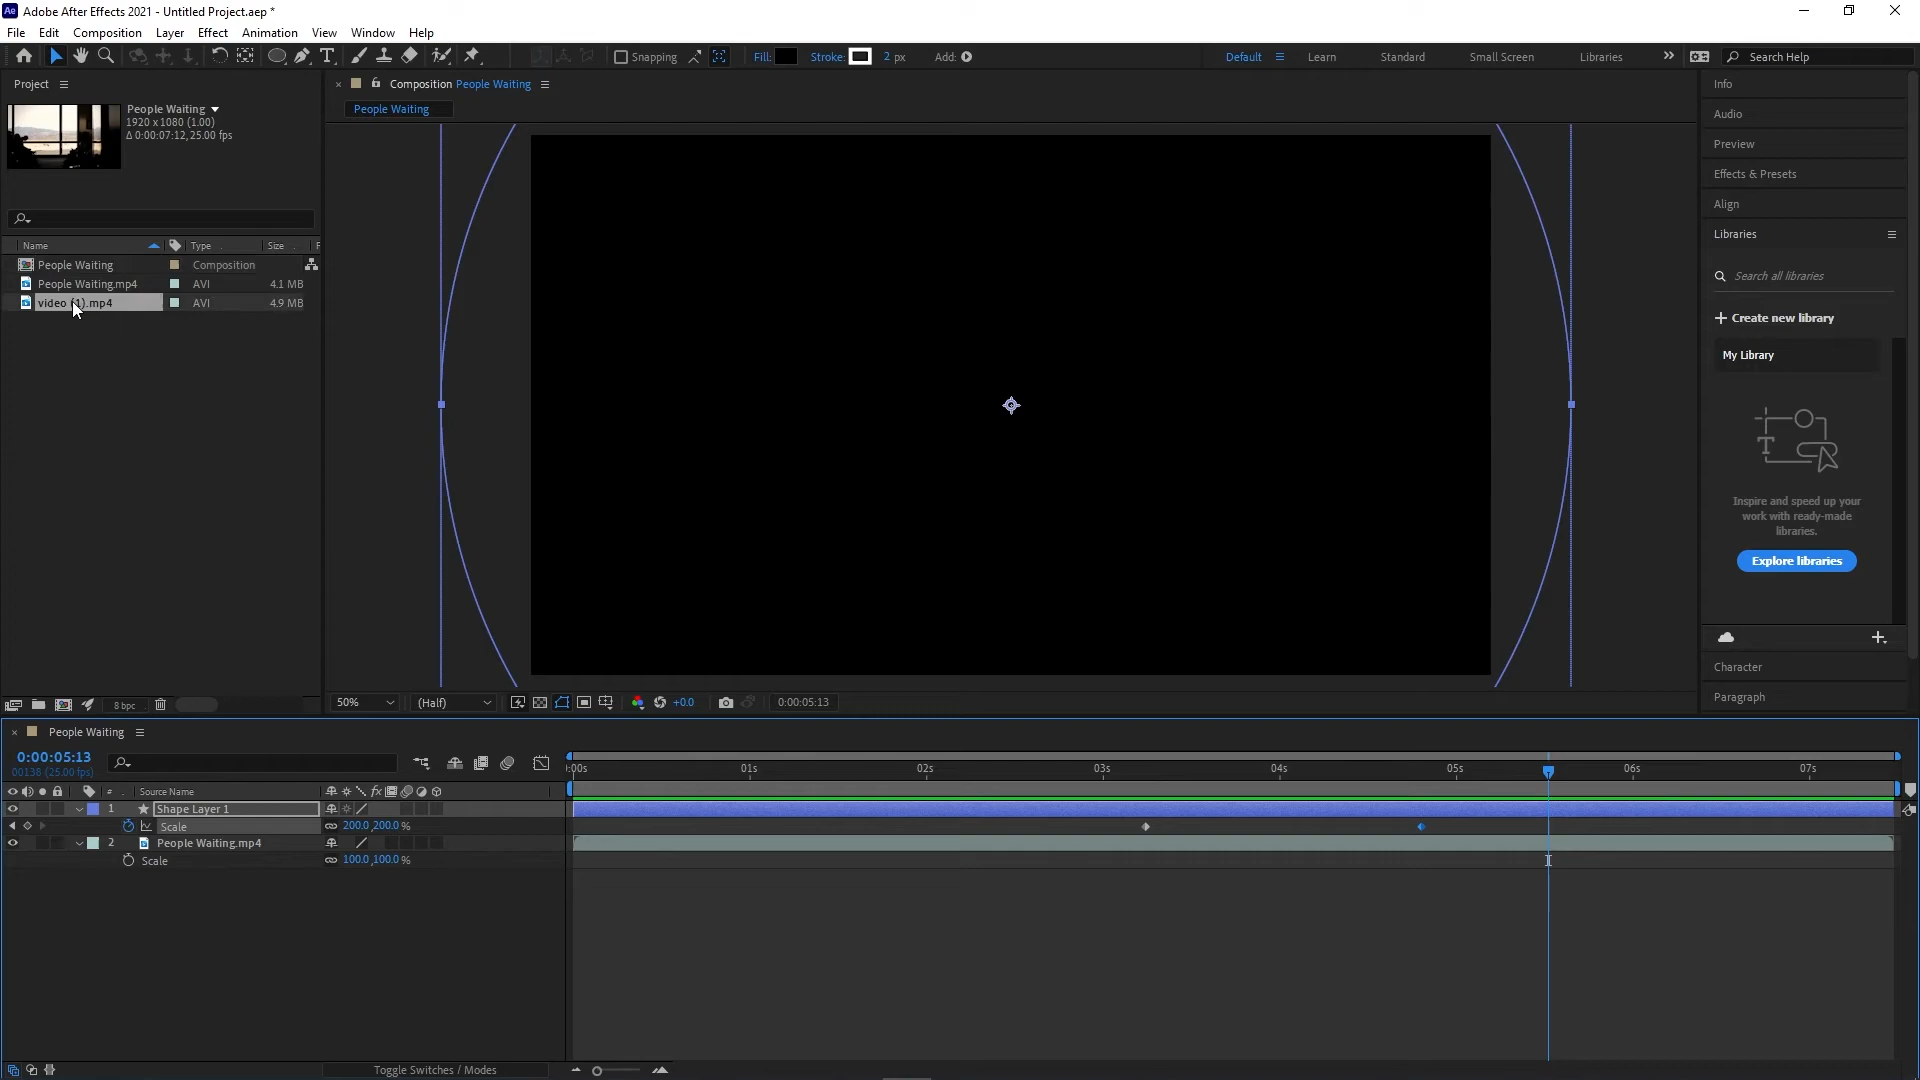 Ae Adobe After Effects 2021 - Untitled Project.aep *
File Edit Composition Layer Effect Animation View Window Help
Snapping Fill: Stroke: 2 px Add: Default Learn Standard Small Screen Libraries Search Help
Project
People Waiting
1920 x 1080 (1.00)
Δ 0:00:07:12, 25.00 fps
Name Type Size F
People Waiting Composition
People Waiting.mp4 AVI 4.1 MB
video (1).mp4 AVI 4.9 MB
8 bpc
Composition People Waiting
People Waiting
50% (Half) +0.0 0:00:05:13
Info
Audio
Preview
Effects & Presets
Align
Libraries
Search all libraries
Create new library
My Library
Inspire and speed up your
work with ready-made
libraries.
Explore libraries
Character
Paragraph
People Waiting
0:00:05:13
00138 (25.00 fps)
:00s 01s 02s 03s 04s 05s 06s 07s
# Source Name fx
1 Shape Layer 1
Scale 200.0,200.0 %
2 People Waiting.mp4
Scale 100.0,100.0 %
Toggle Switches / Modes